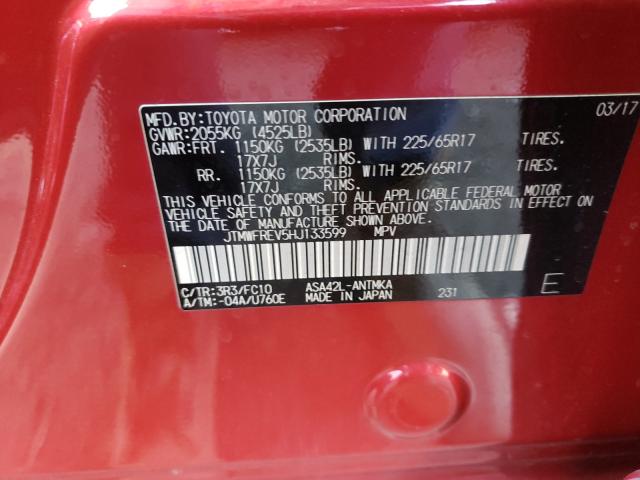 MFD.BY:TOYOTA MOTOR CORPORATION 03/17
GVWR:2055KG (4525LB)
GAWR:FRT. 1150KG (2535LB) WITH 225/65R17 TIRES.
17X7J RIMS.
RR. 1150KG (2535LB) WITH 225/65R17 TIRES.
17X7J RIMS.
THIS VEHICLE CONFORMS TO ALL APPLICABLE FEDERAL MOTOR
VEHICLE SAFETY AND THEFT PREVENTION STANDARDS IN EFFECT ON
THE DATE OF MANUFACTURE SHOWN ABOVE.
JTMWFREV5HJ133599 MPV
C/TR:3R3/FC10 ASA42L-ANTMKA
A/TM:-04A/U760E MADE IN JAPAN 231 E